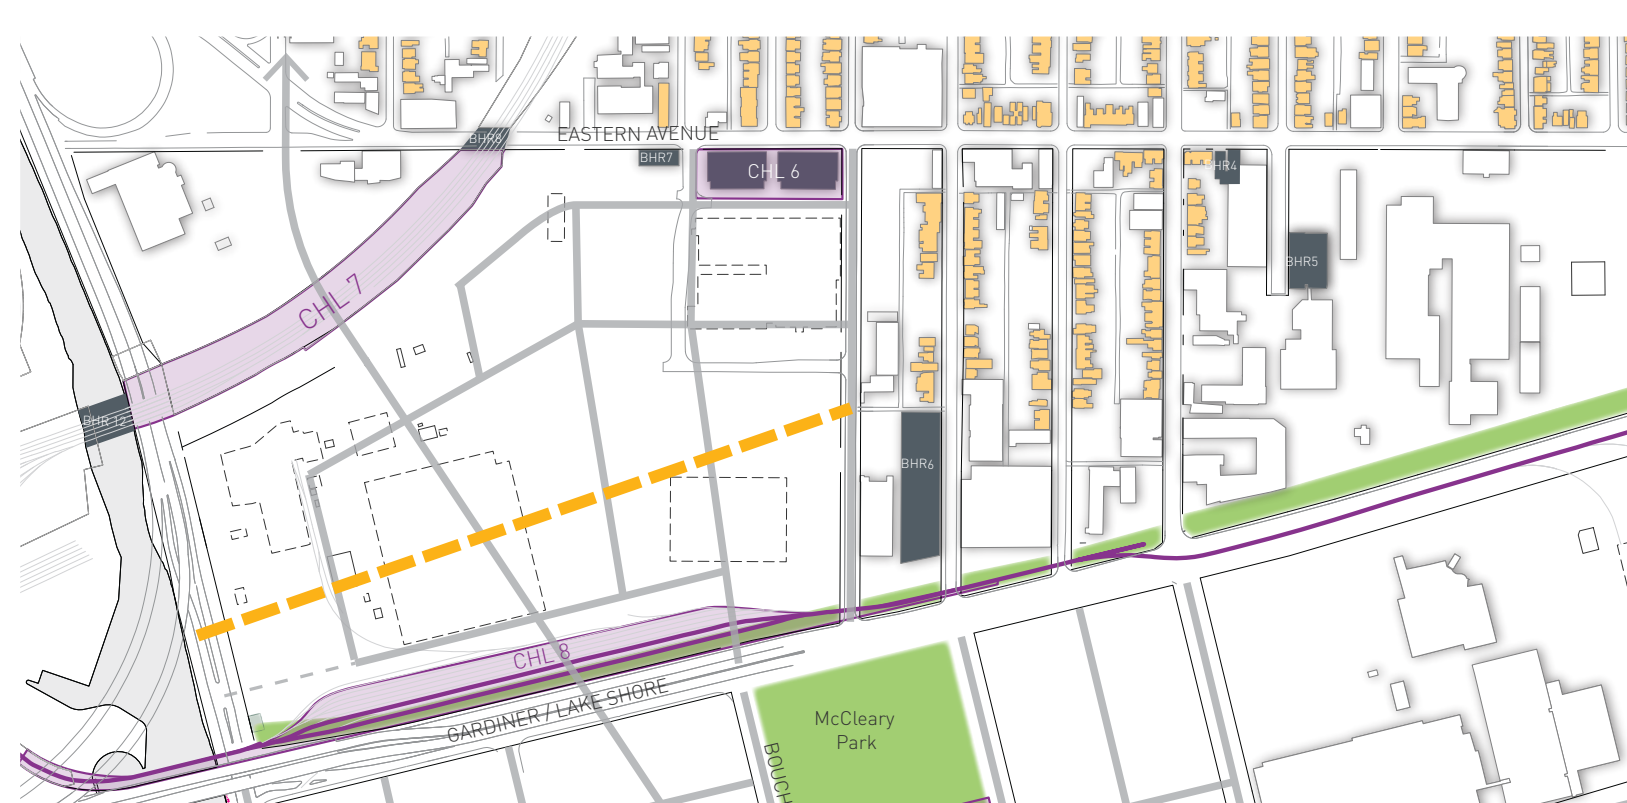 EASTERN AVENUE
BHR8
BHR7
CHL 6
BHR4
BHR5
CHL 7
BHR 12
BHR6
CHL 8
GARDINER / LAKE SHORE
McCleary
Park
BOUCH